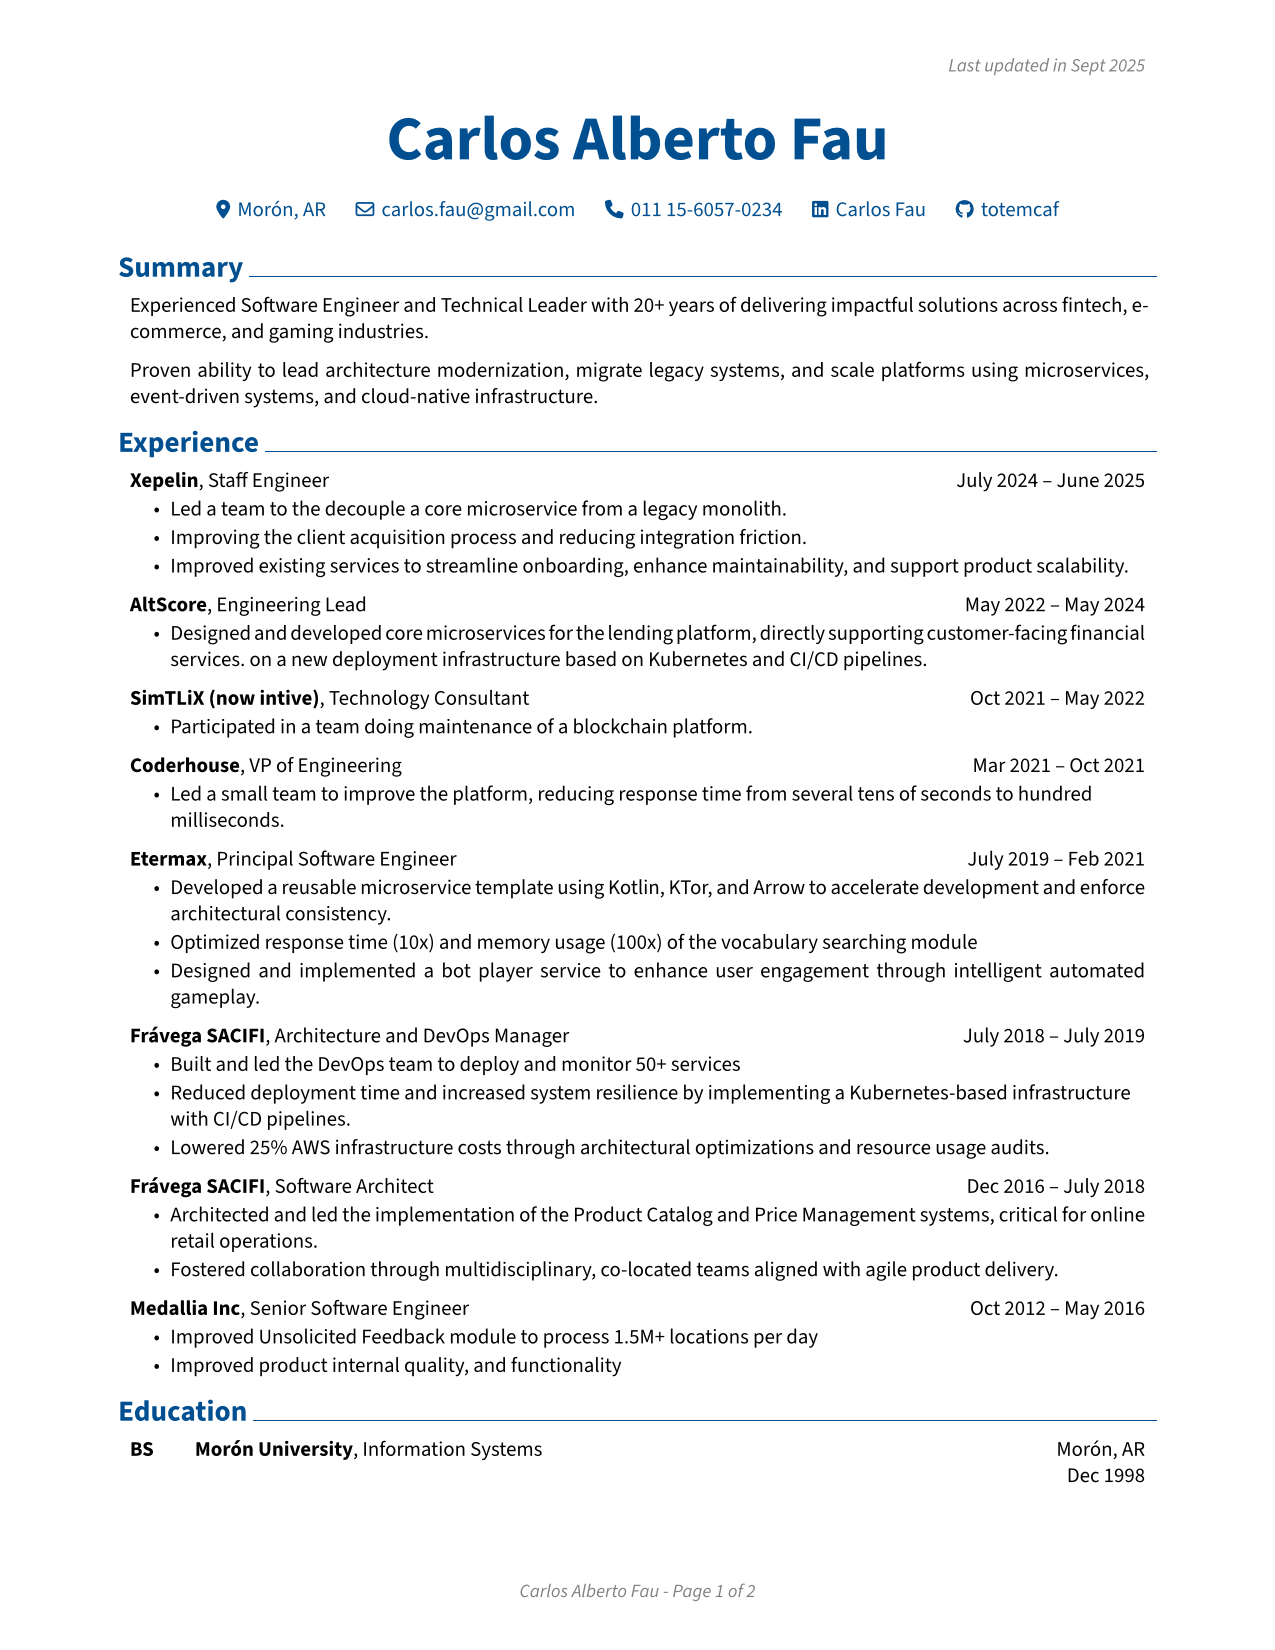 Last updated in Sept 2025
Carlos Alberto Fau
Morón, AR carlos.fau@gmail.com 011 15-6057-0234 Carlos Fau totemcaf
Summary
Experienced Software Engineer and Technical Leader with 20+ years of delivering impactful solutions across fintech, e-
commerce, and gaming industries.
Proven ability to lead architecture modernization, migrate legacy systems, and scale platforms using microservices,
event-driven systems, and cloud-native infrastructure.
Experience
Xepelin, Staff Engineer July 2024 – June 2025
• Led a team to the decouple a core microservice from a legacy monolith.
• Improving the client acquisition process and reducing integration friction.
• Improved existing services to streamline onboarding, enhance maintainability, and support product scalability.
AltScore, Engineering Lead May 2022 – May 2024
• Designed and developed core microservices for the lending platform, directly supporting customer-facing financial
services. on a new deployment infrastructure based on Kubernetes and CI/CD pipelines.
SimTLiX (now intive), Technology Consultant Oct 2021 – May 2022
• Participated in a team doing maintenance of a blockchain platform.
Coderhouse, VP of Engineering Mar 2021 – Oct 2021
• Led a small team to improve the platform, reducing response time from several tens of seconds to hundred
milliseconds.
Etermax, Principal Software Engineer July 2019 – Feb 2021
• Developed a reusable microservice template using Kotlin, KTor, and Arrow to accelerate development and enforce
architectural consistency.
• Optimized response time (10x) and memory usage (100x) of the vocabulary searching module
• Designed and implemented a bot player service to enhance user engagement through intelligent automated
gameplay.
Frávega SACIFI, Architecture and DevOps Manager July 2018 – July 2019
• Built and led the DevOps team to deploy and monitor 50+ services
• Reduced deployment time and increased system resilience by implementing a Kubernetes-based infrastructure
with CI/CD pipelines.
• Lowered 25% AWS infrastructure costs through architectural optimizations and resource usage audits.
Frávega SACIFI, Software Architect Dec 2016 – July 2018
• Architected and led the implementation of the Product Catalog and Price Management systems, critical for online
retail operations.
• Fostered collaboration through multidisciplinary, co-located teams aligned with agile product delivery.
Medallia Inc, Senior Software Engineer Oct 2012 – May 2016
• Improved Unsolicited Feedback module to process 1.5M+ locations per day
• Improved product internal quality, and functionality
Education
BS Morón University, Information Systems Morón, AR
Dec 1998
Carlos Alberto Fau - Page 1 of 2